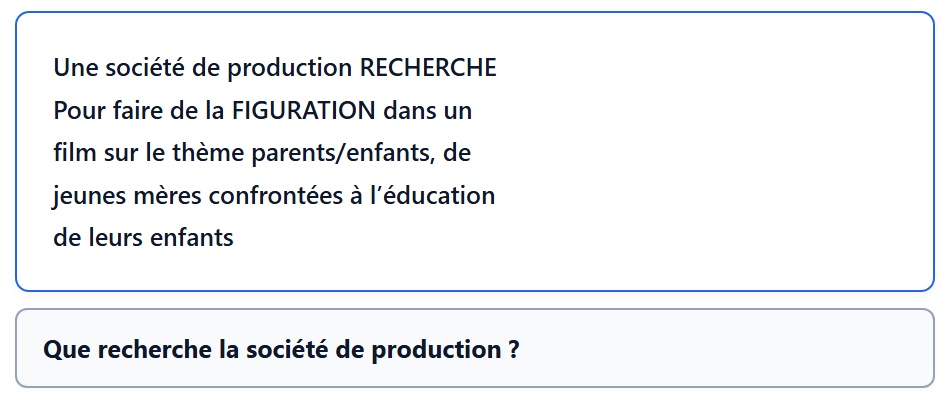 Une société de production RECHERCHE
Pour faire de la FIGURATION dans un
film sur le thème parents/enfants, de
jeunes mères confrontées à l’éducation
de leurs enfants
Que recherche la société de production ?